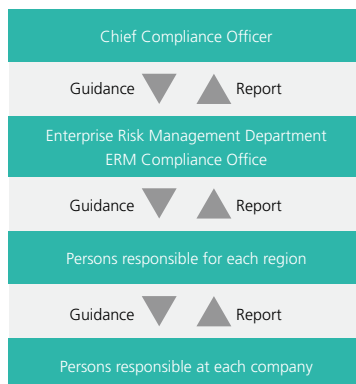 Chief Compliance Officer
Guidance Report
Enterprise Risk Management Department
ERM Compliance Office
Guidance Report
Persons responsible for each region
Guidance Report
Persons responsible at each company